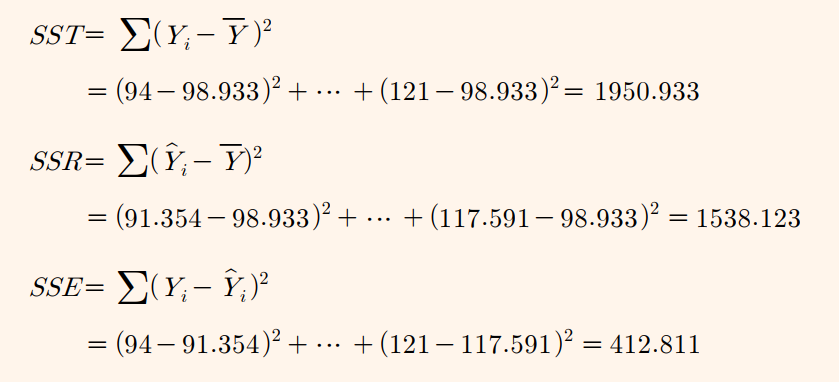 SST= ∑(Y_i − Y̅)²
= (94 − 98.933)² + ⋯ + (121 − 98.933)² = 1950.933
SSR= ∑(Ŷ_i − Y̅)²
= (91.354 − 98.933)² + ⋯ + (117.591 − 98.933)² = 1538.123
SSE= ∑(Y_i − Ŷ_i)²
= (94 − 91.354)² + ⋯ + (121 − 117.591)² = 412.811